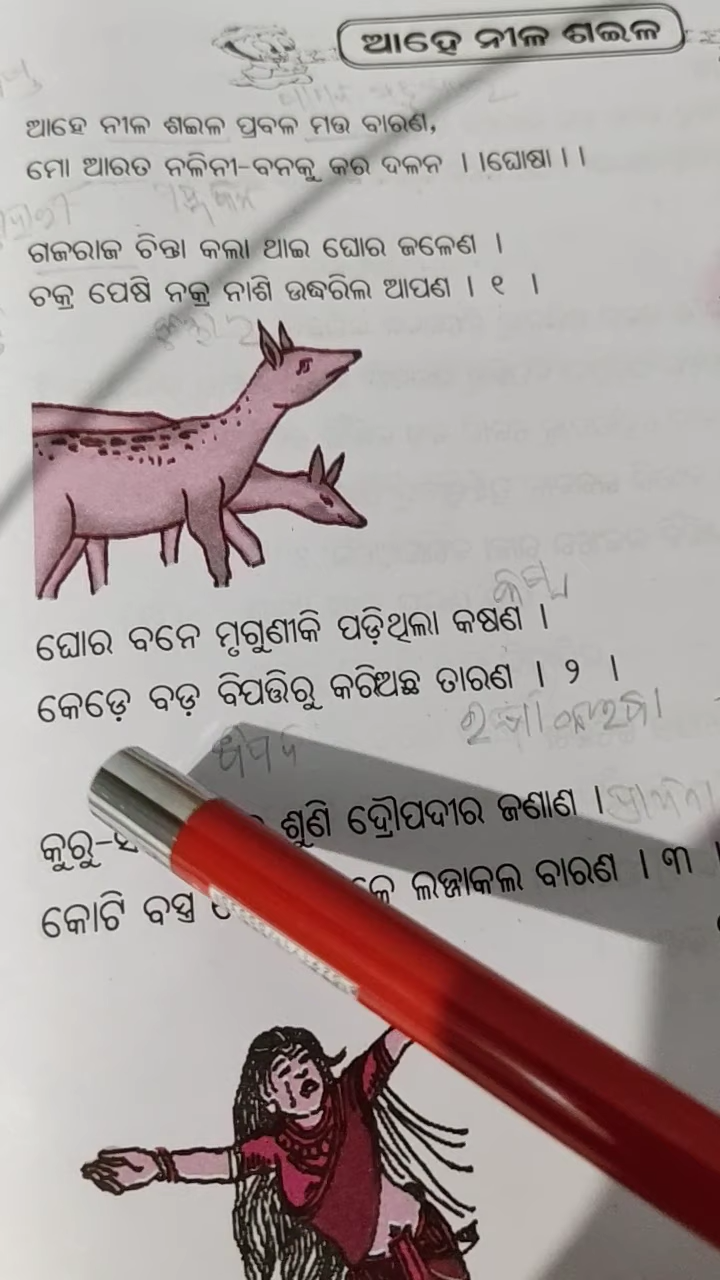 ଆହେ ନୀଳ ଶଇଳ
ଆହେ ନୀଳ ଶଇଳ ପ୍ରବଳ ମତ୍ତ ବାରଣ,
ମୋ ଆରତ ନଳିନୀ-ବନକୁ କର ଦଳନ ।।ଘୋଷା।।
ଗଜରାଜ ଚିନ୍ତା କଲା ଥାଇ ଘୋର ଜଳେଣ ।
ଚକ୍ର ପେଷି ନକ୍ର ନାଶି ଉଦ୍ଧରିଲ ଆପଣ । ୧ ।
କଷ୍ଟ
ଘୋର ବନେ ମୃଗୁଣୀକି ପଡ଼ିଥିଲା କଷଣ ।
କେଡ଼େ ବଡ଼ ବିପତ୍ତିରୁ କରିଅଛ ତାରଣ । ୨ ।
କୁରୁ- ଶୁଣି ଦ୍ରୌପଦୀର ଜଣାଣ ।
କୋଟି ବସ୍ତ୍ର ଲଜ୍ଜାକଲ ବାରଣ । ୩ ।